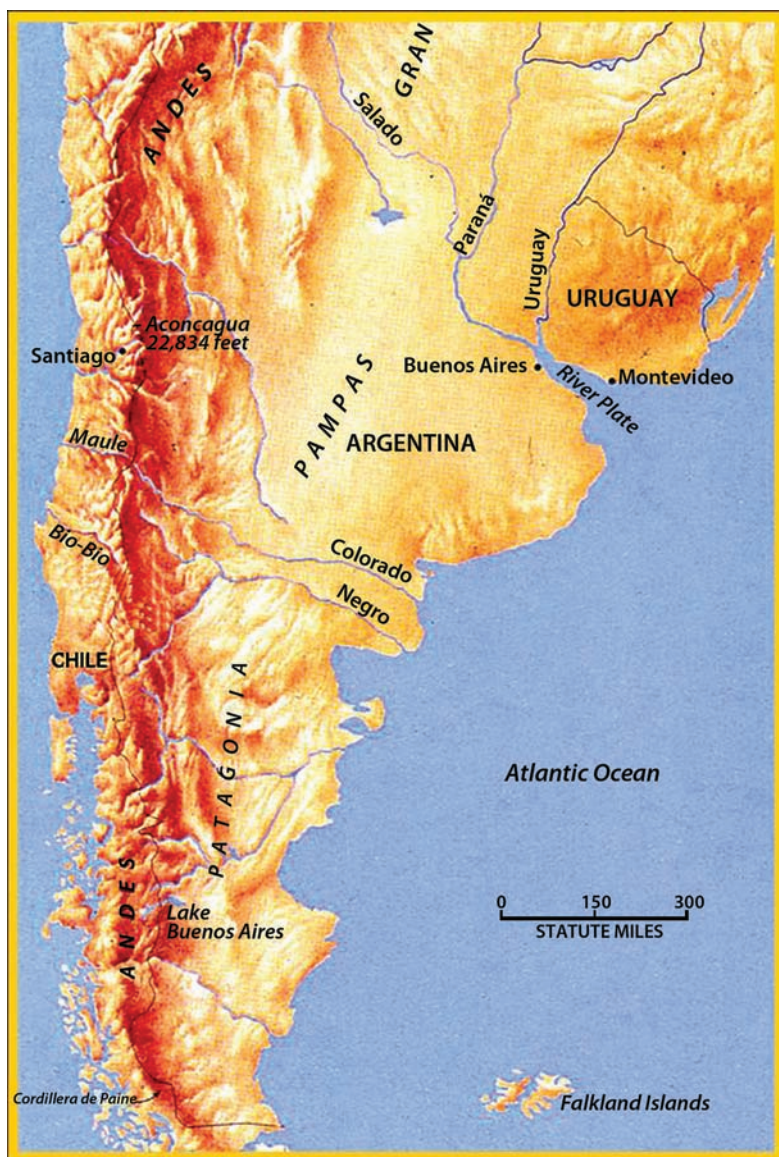 ANDES
GRAN
Salado
Paraná
Uruguay
URUGUAY
Aconcagua
22,834 feet
Santiago
Buenos Aires
River Plate
Montevideo
PAMPAS
ARGENTINA
Maule
Bio-Bio
Colorado
Negro
CHILE
PATAGONIA
Atlantic Ocean
ANDES
Lake
Buenos Aires
0 150 300
STATUTE MILES
Cordillera de Paine
Falkland Islands